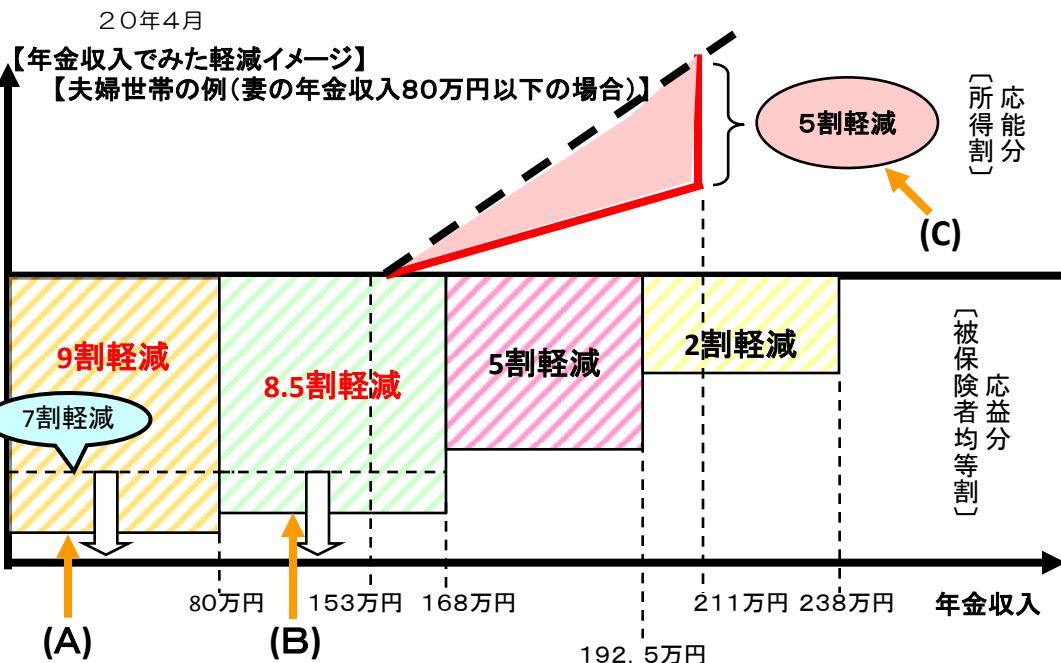 20年4月
【年金収入でみた軽減イメージ】
【夫婦世帯の例(妻の年金収入80万円以下の場合)】
5割軽減
応能分
〔所得割〕
(C)
9割軽減
8.5割軽減
5割軽減
2割軽減
7割軽減
応益分
〔被保険者均等割〕
80万円
153万円
168万円
211万円
238万円
年金収入
(A)
(B)
192.5万円